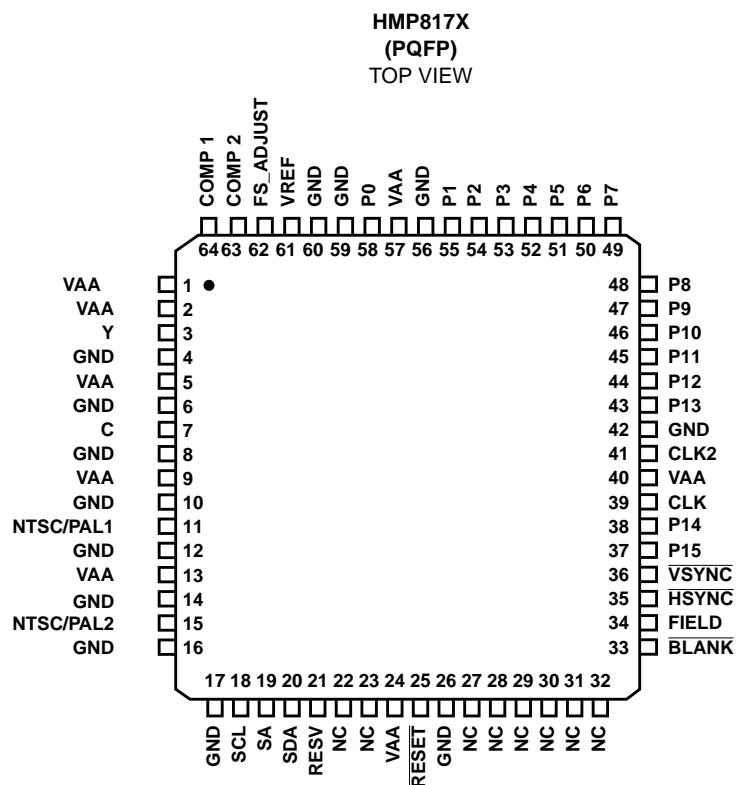 HMP817X
(PQFP)
TOP VIEW
COMP 1
COMP 2
FS_ADJUST
VREF
GND
GND
P0
VAA
GND
P1
P2
P3
P4
P5
P6
P7
64 63 62 61 60 59 58 57 56 55 54 53 52 51 50 49
VAA 1 48 P8
VAA 2 47 P9
Y 3 46 P10
GND 4 45 P11
VAA 5 44 P12
GND 6 43 P13
C 7 42 GND
GND 8 41 CLK2
VAA 9 40 VAA
GND 10 39 CLK
NTSC/PAL1 11 38 P14
GND 12 37 P15
VAA 13 36 VSYNC
GND 14 35 HSYNC
NTSC/PAL2 15 34 FIELD
GND 16 33 BLANK
17 18 19 20 21 22 23 24 25 26 27 28 29 30 31 32
GND
SCL
SA
SDA
RESV
NC
NC
VAA
RESET
GND
NC
NC
NC
NC
NC
NC